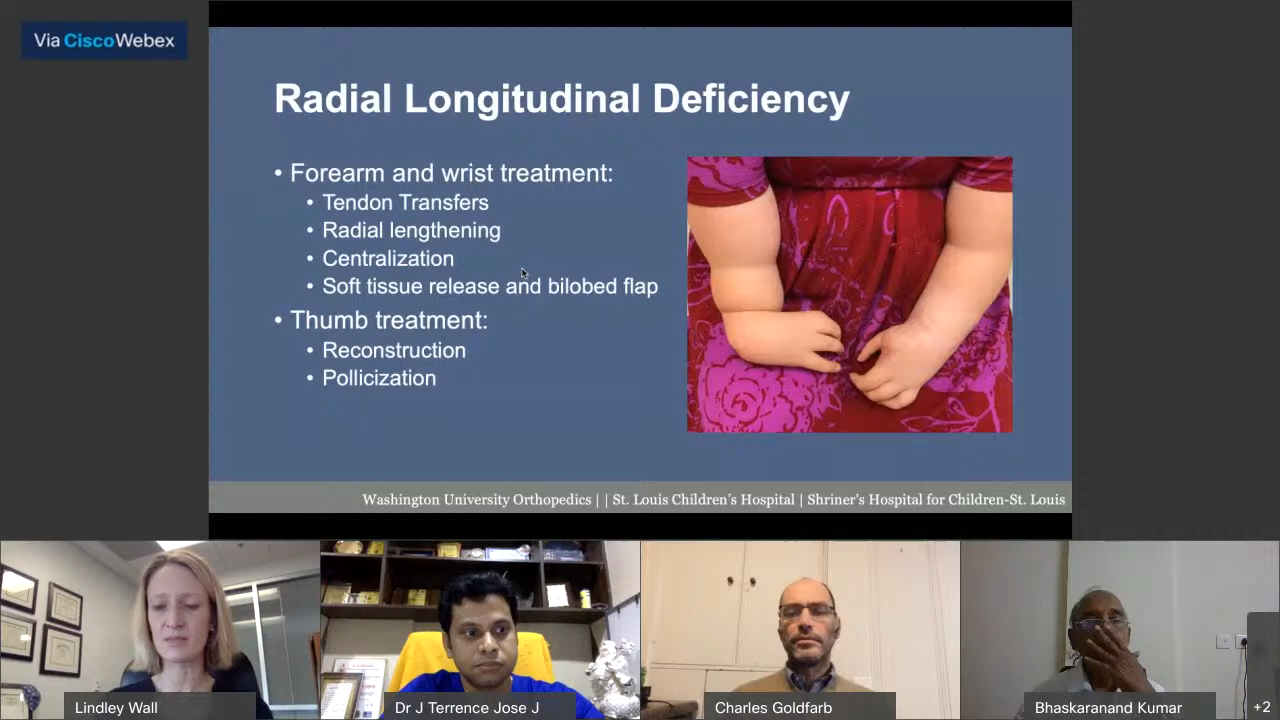 Via CiscoWebex
Radial Longitudinal Deficiency
• Forearm and wrist treatment:
• Tendon Transfers
• Radial lengthening
• Centralization
• Soft tissue release and bilobed flap
• Thumb treatment:
• Reconstruction
• Pollicization
Washington University Orthopedics | | St. Louis Children's Hospital | Shriner's Hospital for Children-St. Louis
Lindley Wall
Dr J Terrence Jose J
Charles Goldfarb
Bhaskaranand Kumar
+2